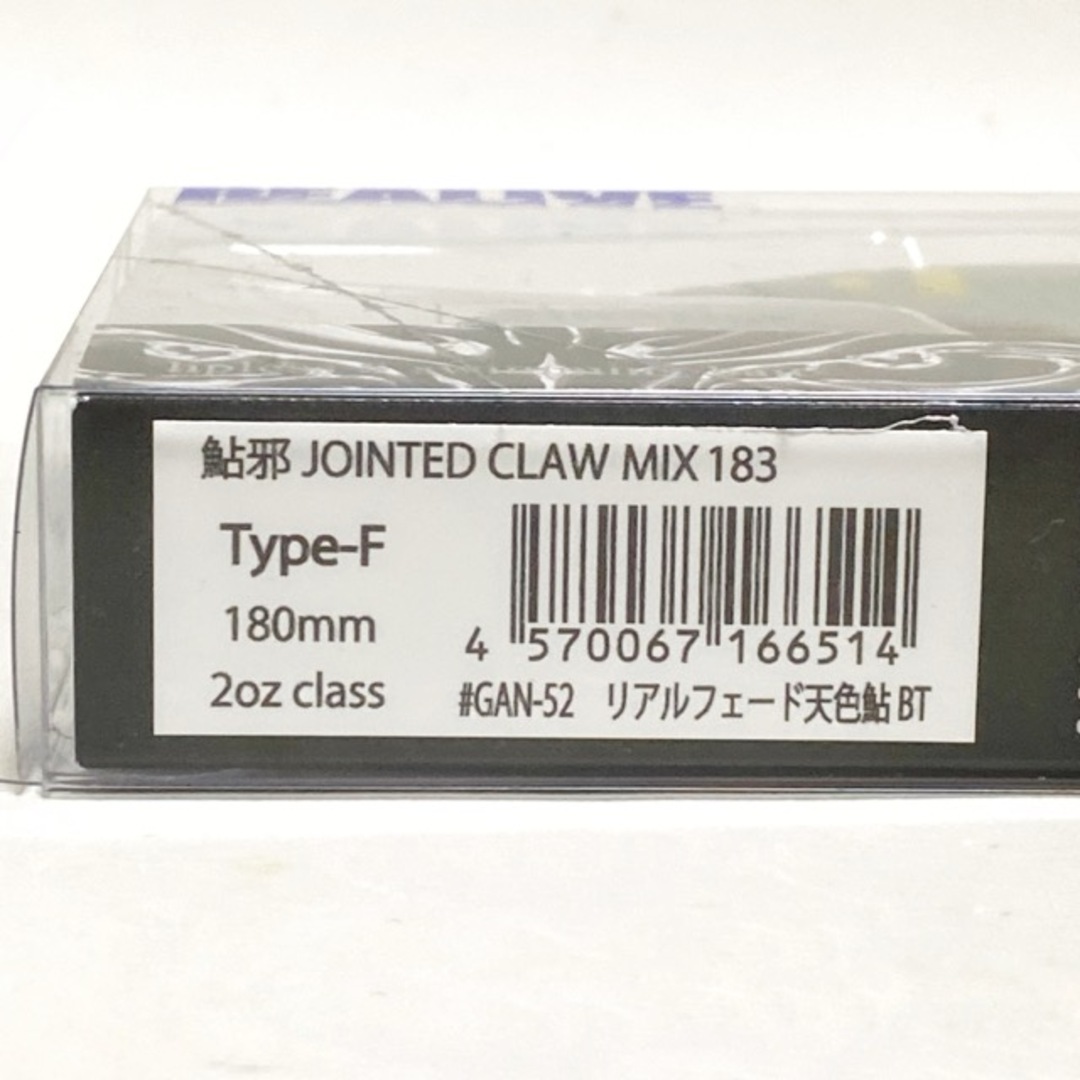 鮎邪 JOINTED CLAW MIX 183
Type-F
180mm
2oz class
4 570067 166514
#GAN-52 リアルフェード天色鮎 BT